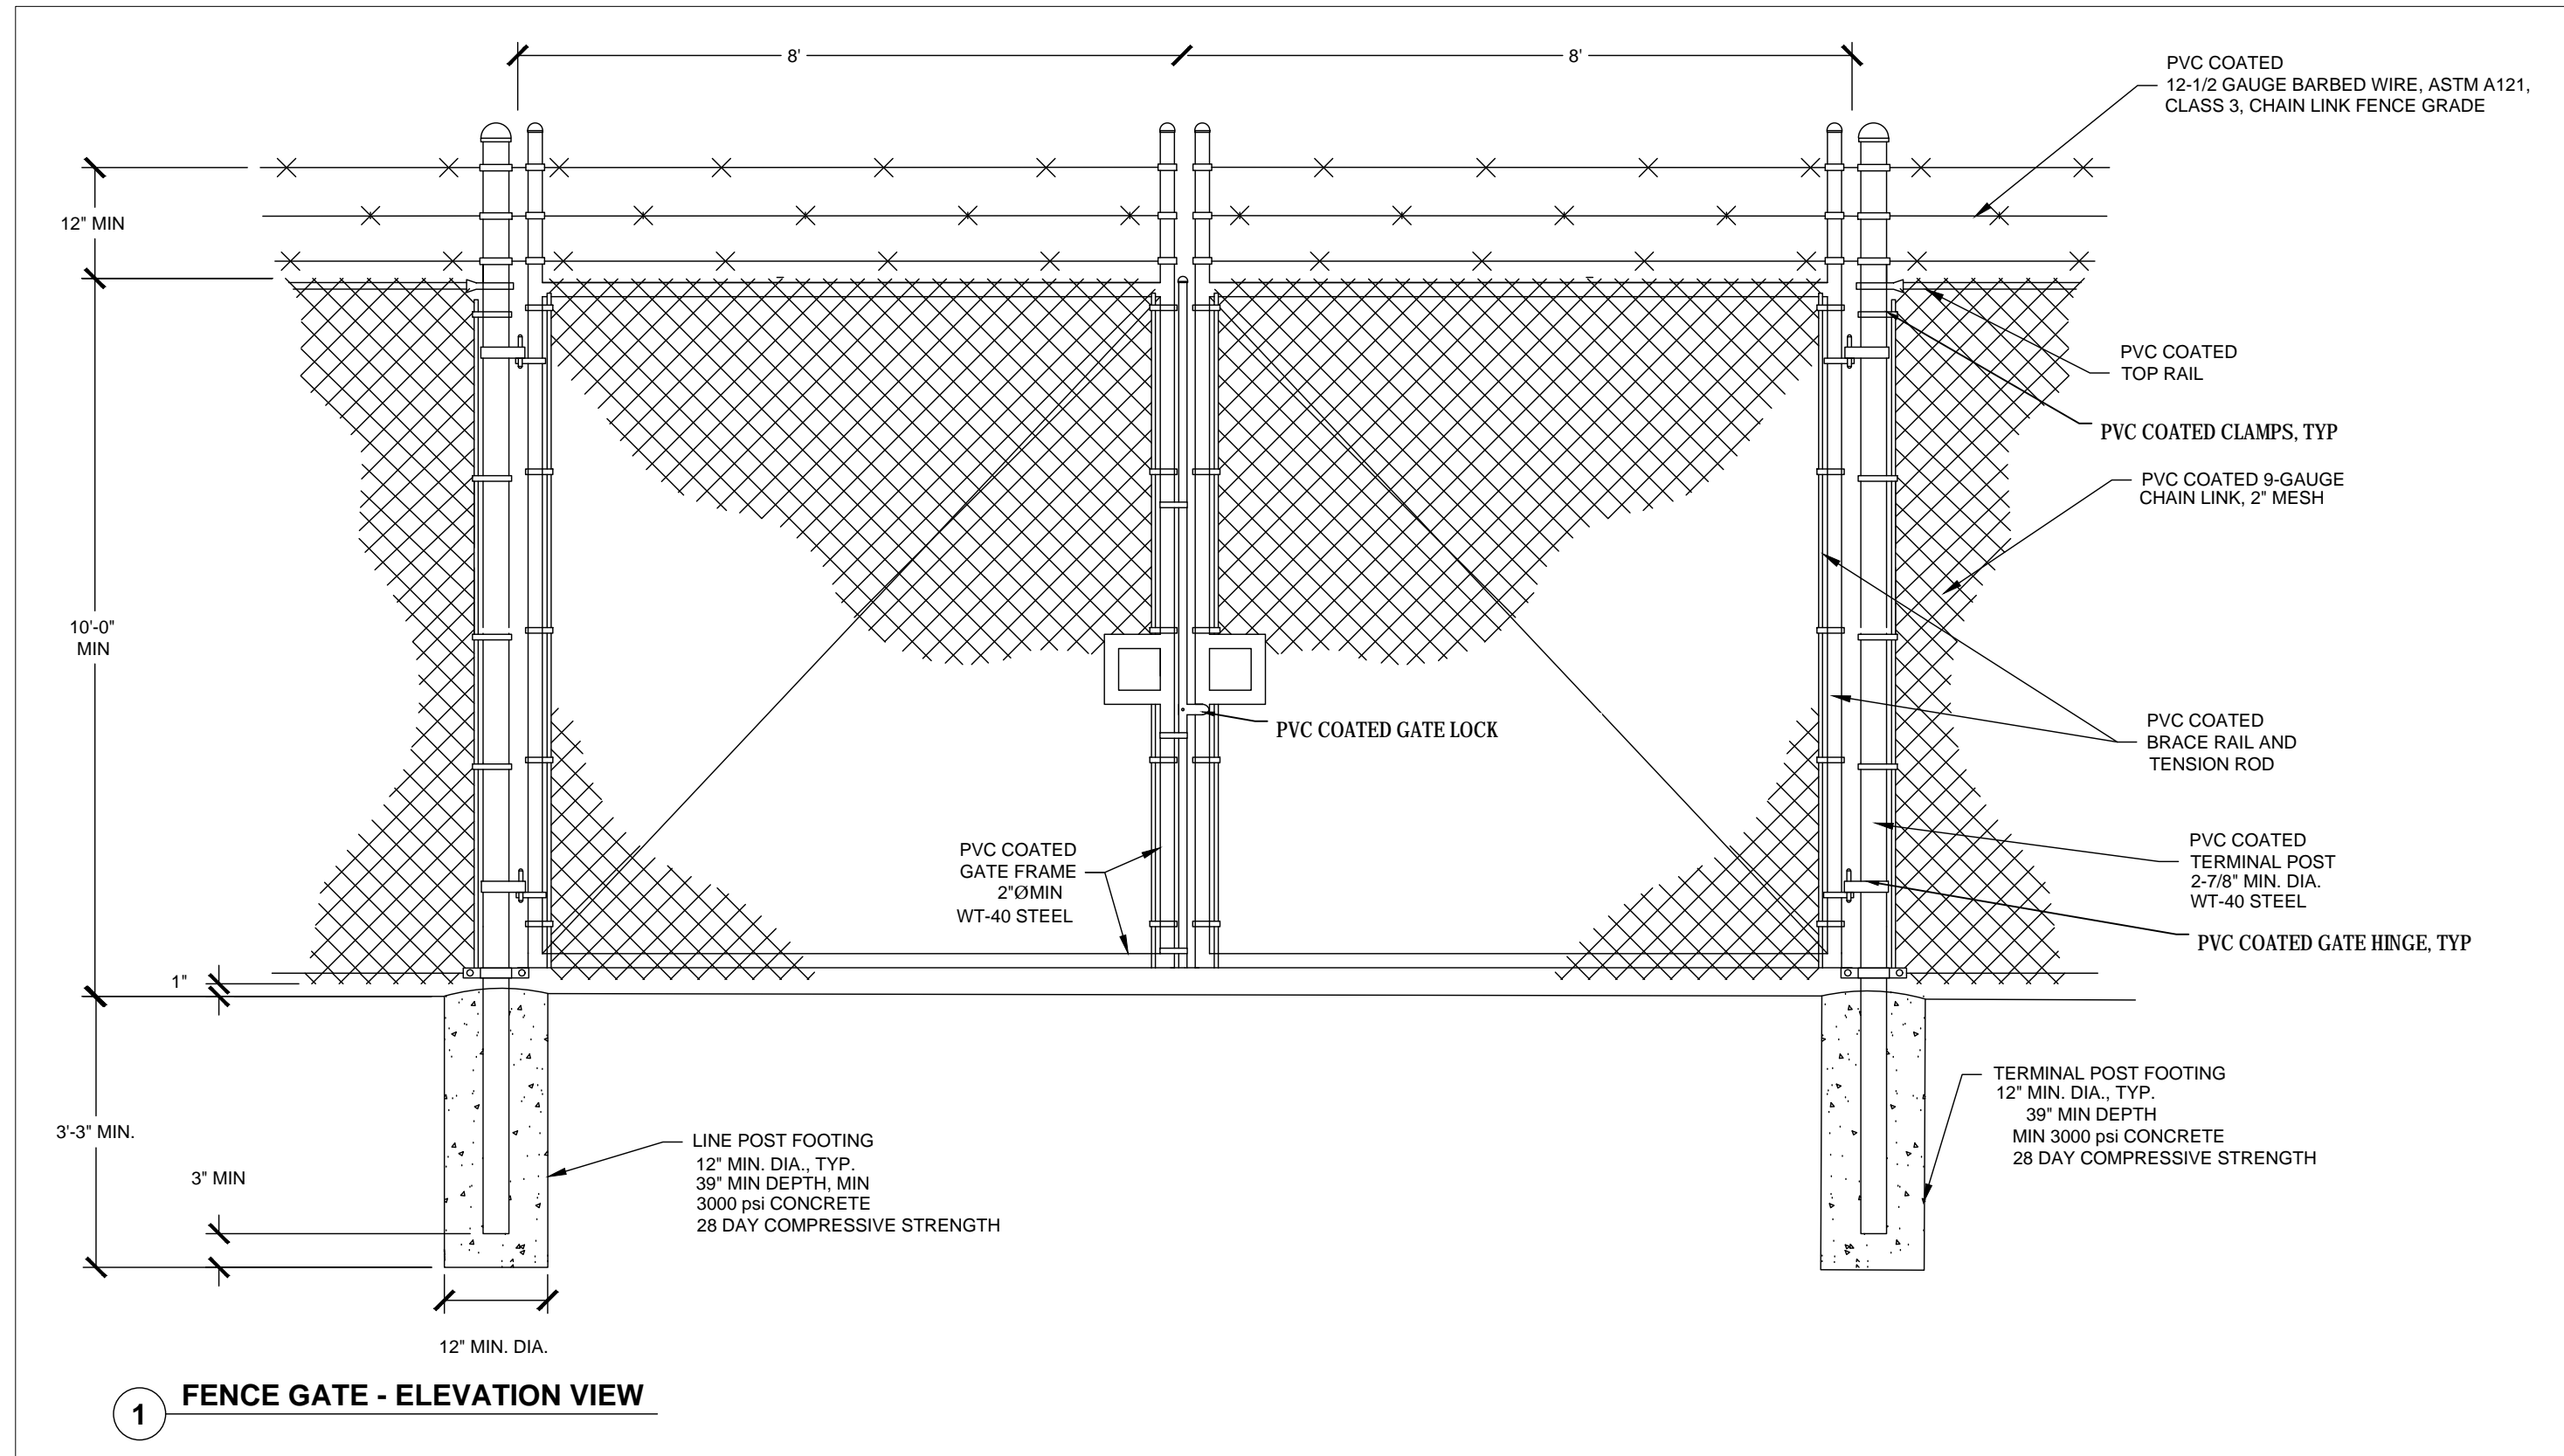 8'
8'
PVC COATED
12-1/2 GAUGE BARBED WIRE, ASTM A121,
CLASS 3, CHAIN LINK FENCE GRADE
12" MIN
PVC COATED
TOP RAIL
PVC COATED CLAMPS, TYP
PVC COATED 9-GAUGE
CHAIN LINK, 2" MESH
10'-0"
MIN
PVC COATED GATE LOCK
PVC COATED
BRACE RAIL AND
TENSION ROD
PVC COATED
GATE FRAME
2"ØMIN
WT-40 STEEL
PVC COATED
TERMINAL POST
2-7/8" MIN. DIA.
WT-40 STEEL
PVC COATED GATE HINGE, TYP
1"
3'-3" MIN.
3" MIN
LINE POST FOOTING
12" MIN. DIA., TYP.
39" MIN DEPTH, MIN
3000 psi CONCRETE
28 DAY COMPRESSIVE STRENGTH
TERMINAL POST FOOTING
12" MIN. DIA., TYP.
39" MIN DEPTH
MIN 3000 psi CONCRETE
28 DAY COMPRESSIVE STRENGTH
12" MIN. DIA.
1 FENCE GATE - ELEVATION VIEW